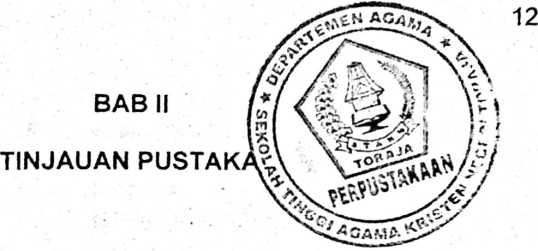 12
BAB II
TINJAUAN PUSTAKA
DEPARTEMEN AGAMA
SEKOLAH TINGGI AGAMA KRISTEN
TORAJA
PERPUSTAKAAN